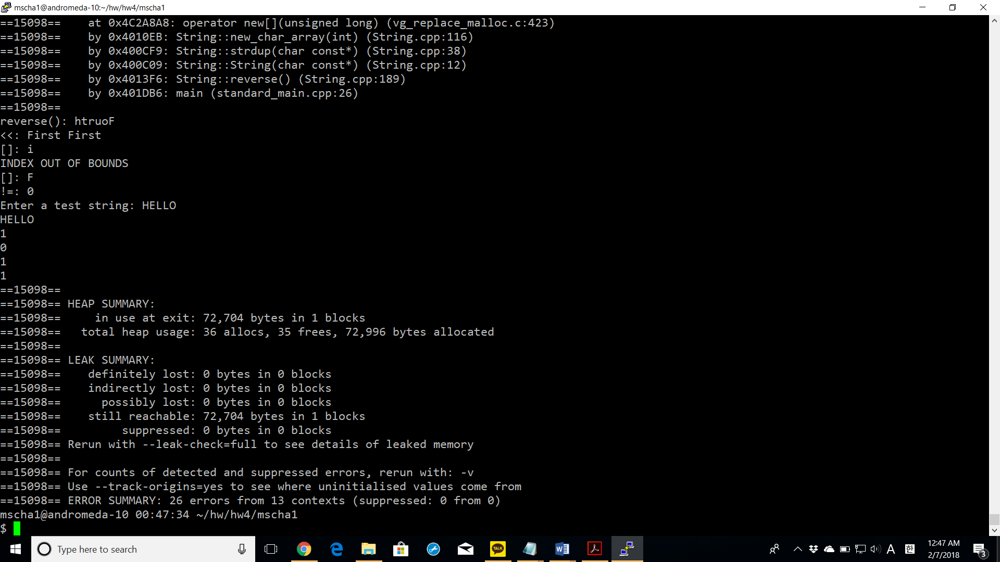 mscha1@andromeda-10:~/hw/hw4/mscha1
==15098==    at 0x4C2A8A8: operator new[](unsigned long) (vg_replace_malloc.c:423)
==15098==    by 0x4010EB: String::new_char_array(int) (String.cpp:116)
==15098==    by 0x400CF9: String::strdup(char const*) (String.cpp:38)
==15098==    by 0x400C09: String::String(char const*) (String.cpp:12)
==15098==    by 0x4013F6: String::reverse() (String.cpp:189)
==15098==    by 0x401DB6: main (standard_main.cpp:26)
==15098==
reverse(): htruoF
<<: First First
[]: i
INDEX OUT OF BOUNDS
[]: F
!=: 0
Enter a test string: HELLO
HELLO
1
0
1
1
==15098==
==15098== HEAP SUMMARY:
==15098==     in use at exit: 72,704 bytes in 1 blocks
==15098==   total heap usage: 36 allocs, 35 frees, 72,996 bytes allocated
==15098==
==15098== LEAK SUMMARY:
==15098==    definitely lost: 0 bytes in 0 blocks
==15098==    indirectly lost: 0 bytes in 0 blocks
==15098==      possibly lost: 0 bytes in 0 blocks
==15098==    still reachable: 72,704 bytes in 1 blocks
==15098==         suppressed: 0 bytes in 0 blocks
==15098== Rerun with --leak-check=full to see details of leaked memory
==15098==
==15098== For counts of detected and suppressed errors, rerun with: -v
==15098== Use --track-origins=yes to see where uninitialised values come from
==15098== ERROR SUMMARY: 26 errors from 13 contexts (suppressed: 0 from 0)
mscha1@andromeda-10 00:47:34 ~/hw/hw4/mscha1
$
Type here to search
TALK
A
한
12:47 AM
2/7/2018
3